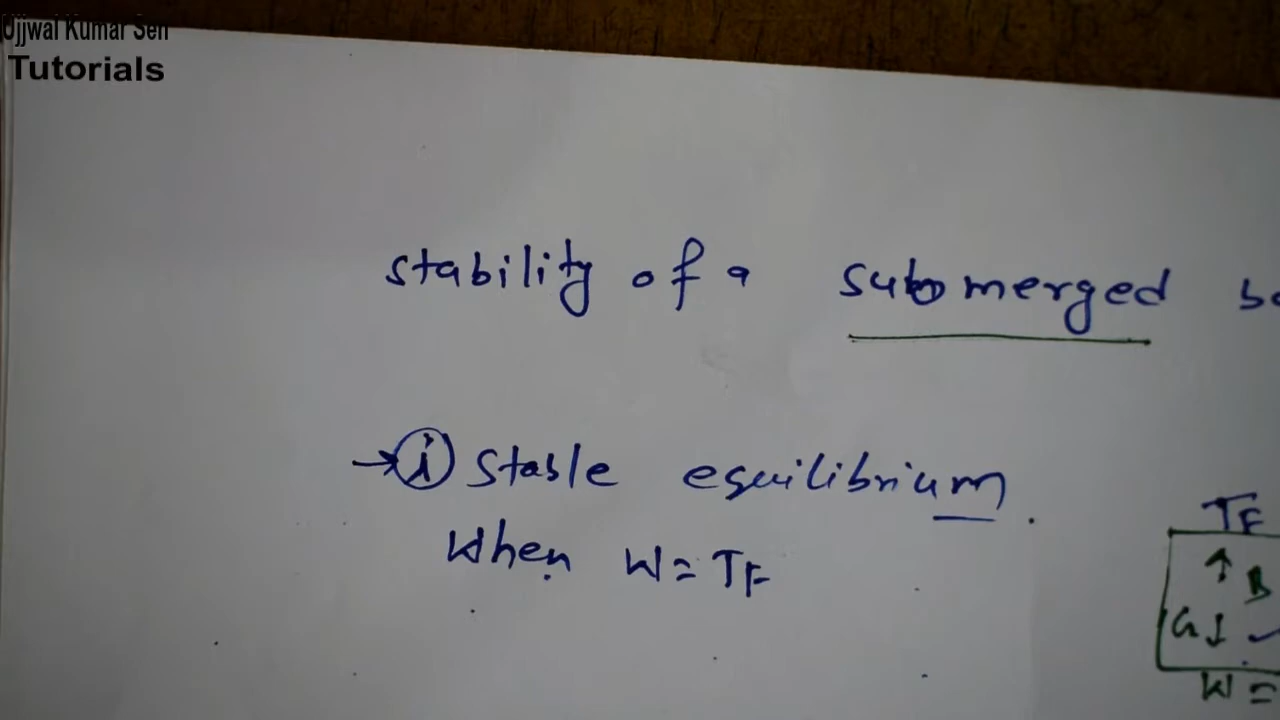 Ujjwal Kumar Sen
Tutorials
stability of a submerged
→ i Stable equilibrium.
When W = TF
TF
↑ B
G ↓
W =